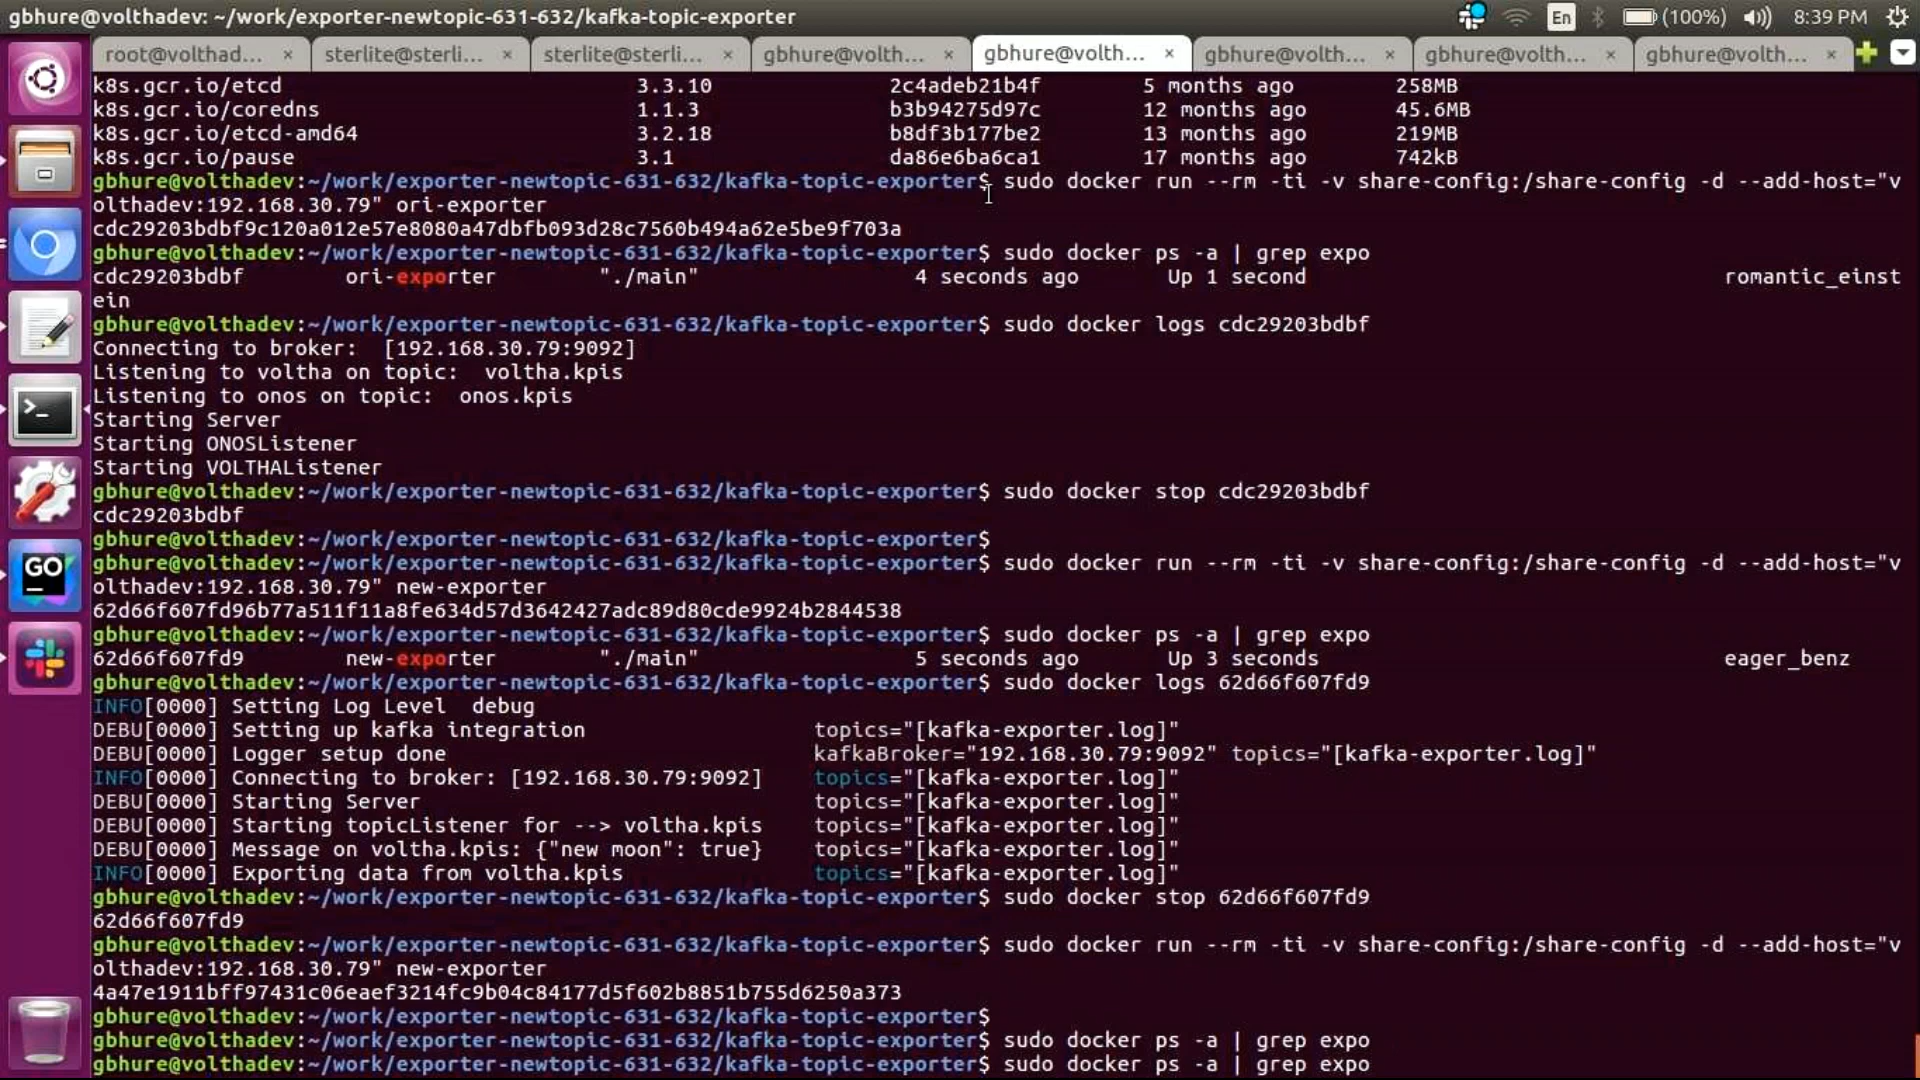 gbhure@volthadev: ~/work/exporter-newtopic-631-632/kafka-topic-exporter
En (100%) 8:39 PM
root@volthad... × sterlite@sterli... × sterlite@sterli... × gbhure@volth... × gbhure@volth... × gbhure@volth... × gbhure@volth... × gbhure@volth... ×
k8s.gcr.io/etcd 3.3.10 2c4adeb21b4f 5 months ago 258MB
k8s.gcr.io/coredns 1.1.3 b3b94275d97c 12 months ago 45.6MB
k8s.gcr.io/etcd-amd64 3.2.18 b8df3b177be2 13 months ago 219MB
k8s.gcr.io/pause 3.1 da86e6ba6ca1 17 months ago 742kB
gbhure@volthadev:~/work/exporter-newtopic-631-632/kafka-topic-exporter$ sudo docker run --rm -ti -v share-config:/share-config -d --add-host="v
olthadev:192.168.30.79" ori-exporter
cdc29203bdbf9c120a012e57e8080a47dbfb093d28c7560b494a62e5be9f703a
gbhure@volthadev:~/work/exporter-newtopic-631-632/kafka-topic-exporter$ sudo docker ps -a | grep expo
cdc29203bdbf ori-exporter "./main" 4 seconds ago Up 1 second romantic_einst
ein
gbhure@volthadev:~/work/exporter-newtopic-631-632/kafka-topic-exporter$ sudo docker logs cdc29203bdbf
Connecting to broker: [192.168.30.79:9092]
Listening to voltha on topic: voltha.kpis
Listening to onos on topic: onos.kpis
Starting Server
Starting ONOSListener
Starting VOLTHAListener
gbhure@volthadev:~/work/exporter-newtopic-631-632/kafka-topic-exporter$ sudo docker stop cdc29203bdbf
cdc29203bdbf
gbhure@volthadev:~/work/exporter-newtopic-631-632/kafka-topic-exporter$
gbhure@volthadev:~/work/exporter-newtopic-631-632/kafka-topic-exporter$ sudo docker run --rm -ti -v share-config:/share-config -d --add-host="v
olthadev:192.168.30.79" new-exporter
62d66f607fd96b77a511f11a8fe634d57d3642427adc89d80cde9924b2844538
gbhure@volthadev:~/work/exporter-newtopic-631-632/kafka-topic-exporter$ sudo docker ps -a | grep expo
62d66f607fd9 new-exporter "./main" 5 seconds ago Up 3 seconds eager_benz
gbhure@volthadev:~/work/exporter-newtopic-631-632/kafka-topic-exporter$ sudo docker logs 62d66f607fd9
INFO[0000] Setting Log Level debug
DEBU[0000] Setting up kafka integration topics="[kafka-exporter.log]"
DEBU[0000] Logger setup done kafkaBroker="192.168.30.79:9092" topics="[kafka-exporter.log]"
INFO[0000] Connecting to broker: [192.168.30.79:9092] topics="[kafka-exporter.log]"
DEBU[0000] Starting Server topics="[kafka-exporter.log]"
DEBU[0000] Starting topicListener for --> voltha.kpis topics="[kafka-exporter.log]"
DEBU[0000] Message on voltha.kpis: {"new moon": true} topics="[kafka-exporter.log]"
INFO[0000] Exporting data from voltha.kpis topics="[kafka-exporter.log]"
gbhure@volthadev:~/work/exporter-newtopic-631-632/kafka-topic-exporter$ sudo docker stop 62d66f607fd9
62d66f607fd9
gbhure@volthadev:~/work/exporter-newtopic-631-632/kafka-topic-exporter$ sudo docker run --rm -ti -v share-config:/share-config -d --add-host="v
olthadev:192.168.30.79" new-exporter
4a47e1911bff97431c06eaef3214fc9b04c84177d5f602b8851b755d6250a373
gbhure@volthadev:~/work/exporter-newtopic-631-632/kafka-topic-exporter$
gbhure@volthadev:~/work/exporter-newtopic-631-632/kafka-topic-exporter$ sudo docker ps -a | grep expo
gbhure@volthadev:~/work/exporter-newtopic-631-632/kafka-topic-exporter$ sudo docker ps -a | grep expo
GO